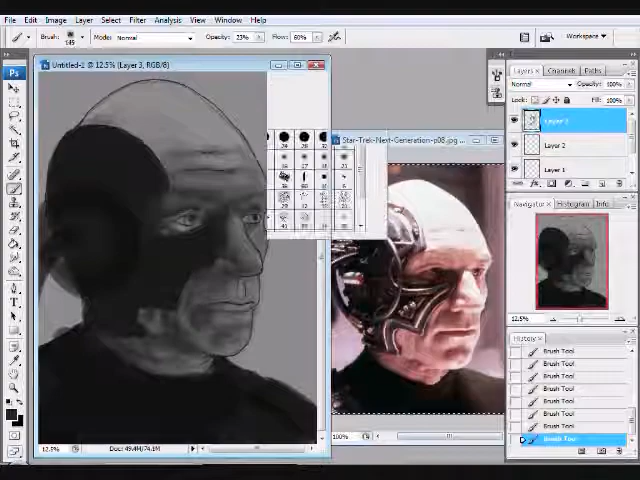 File Edit Image Layer Select Filter Analysis View Window Help
Brush: 145 Mode: Normal Opacity: 23% Flow: 60% Workspace
Ps
Untitled-1 @ 12.5% (Layer 3, RGB/8)
Star-Trek-Next-Generation-p08.jpg ...
Layers Channels Paths
Normal Opacity: 100%
Lock: Fill: 100%
Layer 3
Layer 2
Layer 1
Navigator Histogram Info
12.5%
History
Brush Tool
Brush Tool
Brush Tool
Brush Tool
Brush Tool
Brush Tool
Brush Tool
12.5% Doc: 49.4M/74.1M
100%